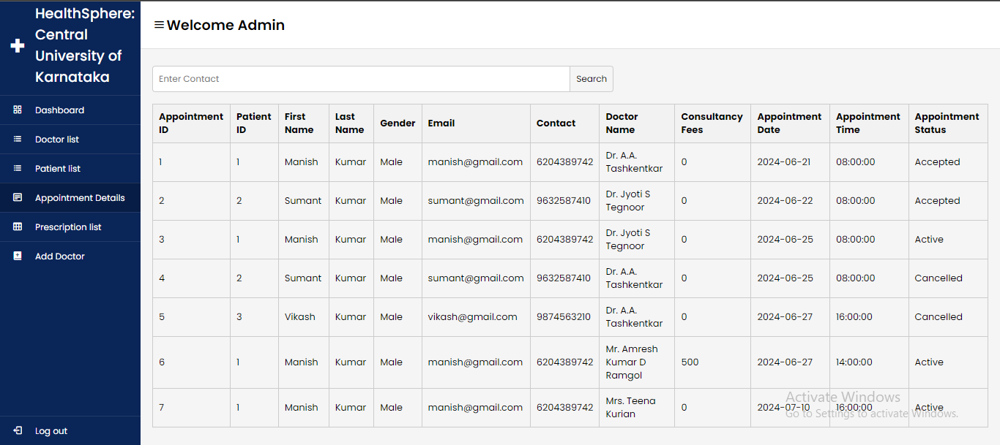 HealthSphere:
Central
University of
Karnataka
Dashboard
Doctor list
Patient list
Appointment Details
Prescription list
Add Doctor
Log out
Welcome Admin
Enter Contact Search
Appointment ID Patient ID First Name Last Name Gender Email Contact Doctor Name Consultancy Fees Appointment Date Appointment Time Appointment Status
1 1 Manish Kumar Male manish@gmail.com 6204389742 Dr. A.A. Tashkentkar 0 2024-06-21 08:00:00 Accepted
2 2 Sumant Kumar Male sumant@gmail.com 9632587410 Dr. Jyoti S Tegnoor 0 2024-06-22 08:00:00 Accepted
3 1 Manish Kumar Male manish@gmail.com 6204389742 Dr. Jyoti S Tegnoor 0 2024-06-25 08:00:00 Active
4 2 Sumant Kumar Male sumant@gmail.com 9632587410 Dr. A.A. Tashkentkar 0 2024-06-25 08:00:00 Cancelled
5 3 Vikash Kumar Male vikash@gmail.com 9874563210 Dr. A.A. Tashkentkar 0 2024-06-27 16:00:00 Cancelled
6 1 Manish Kumar Male manish@gmail.com 6204389742 Mr. Amresh Kumar D Ramgol 500 2024-06-27 14:00:00 Active
7 1 Manish Kumar Male manish@gmail.com 6204389742 Mrs. Teena Kurian 0 2024-07-10 16:00:00 Active
Activate Windows
Go to Settings to activate Windows.